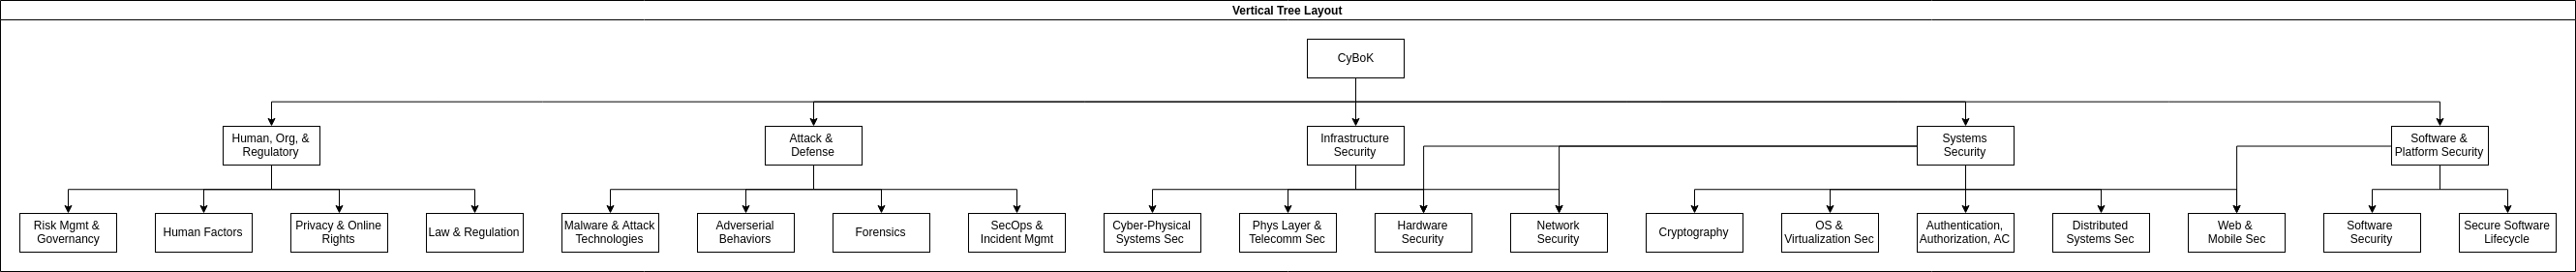 Vertical Tree Layout
CyBoK
Human, Org, &
Regulatory
Attack &
Defense
Infrastructure
Security
Systems
Security
Software &
Platform Security
Risk Mgmt &
Governancy
Human Factors
Privacy & Online
Rights
Law & Regulation
Malware & Attack
Technologies
Adverserial
Behaviors
Forensics
SecOps &
Incident Mgmt
Cyber-Physical
Systems Sec
Phys Layer &
Telecomm Sec
Hardware
Security
Network
Security
Cryptography
OS &
Virtualization Sec
Authentication,
Authorization, AC
Distributed
Systems Sec
Web &
Mobile Sec
Software
Security
Secure Software
Lifecycle